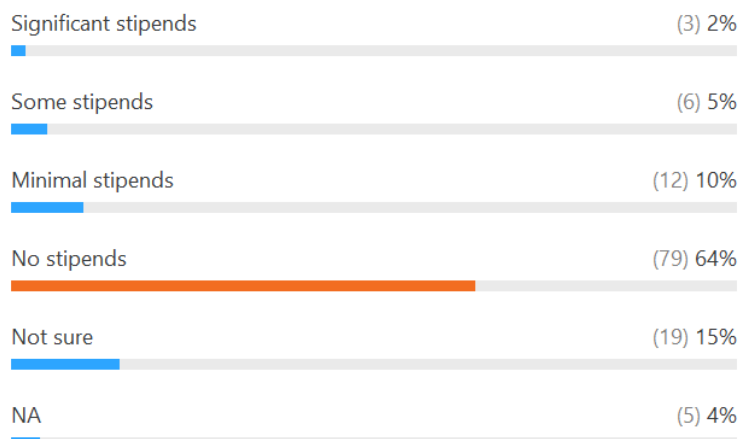 Significant stipends (3) 2%
Some stipends (6) 5%
Minimal stipends (12) 10%
No stipends (79) 64%
Not sure (19) 15%
NA (5) 4%